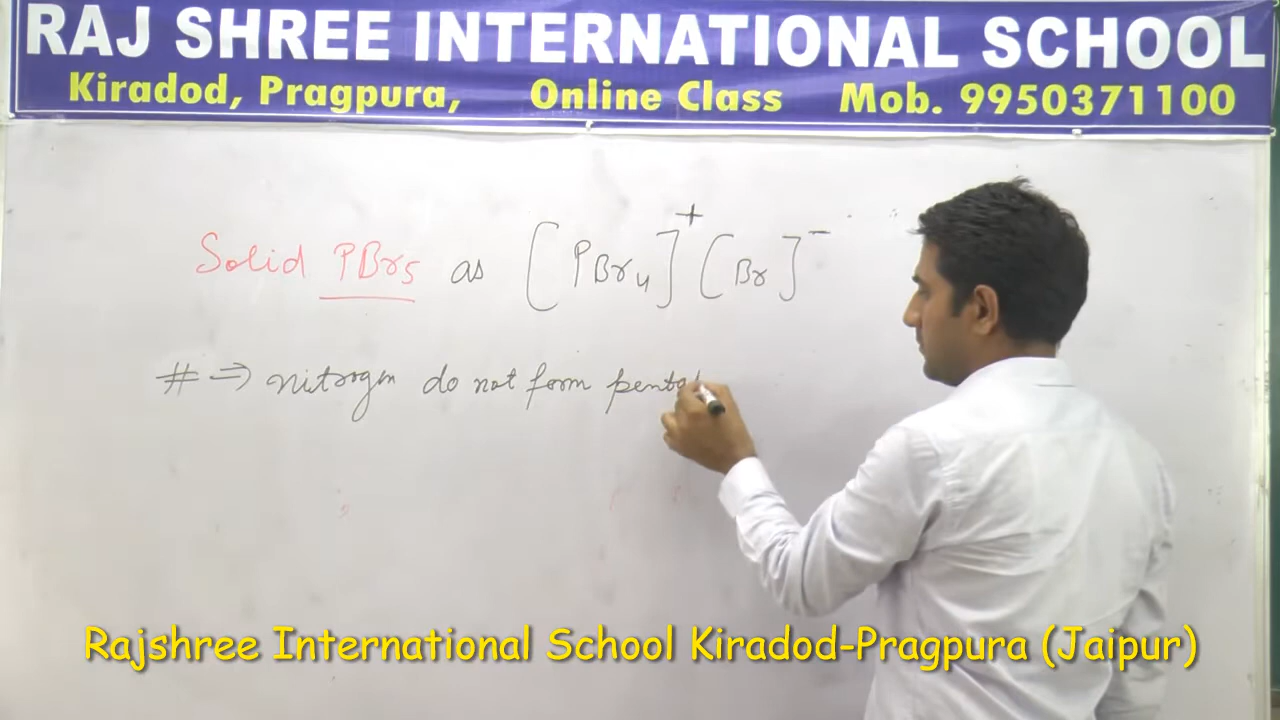 RAJ SHREE INTERNATIONAL SCHOOL
Kiradod, Pragpura, Online Class Mob. 9950371100
Solid PBr5 as [PBr4]+ [Br]-
# ⇒ nitrogen do not form
Rajshree International School Kiradod-Pragpura (Jaipur)